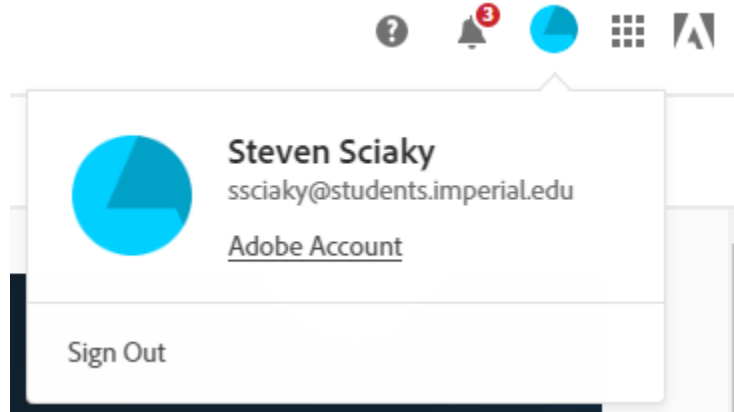 3
Steven Sciaky
ssciaky@students.imperial.edu
Adobe Account
Sign Out